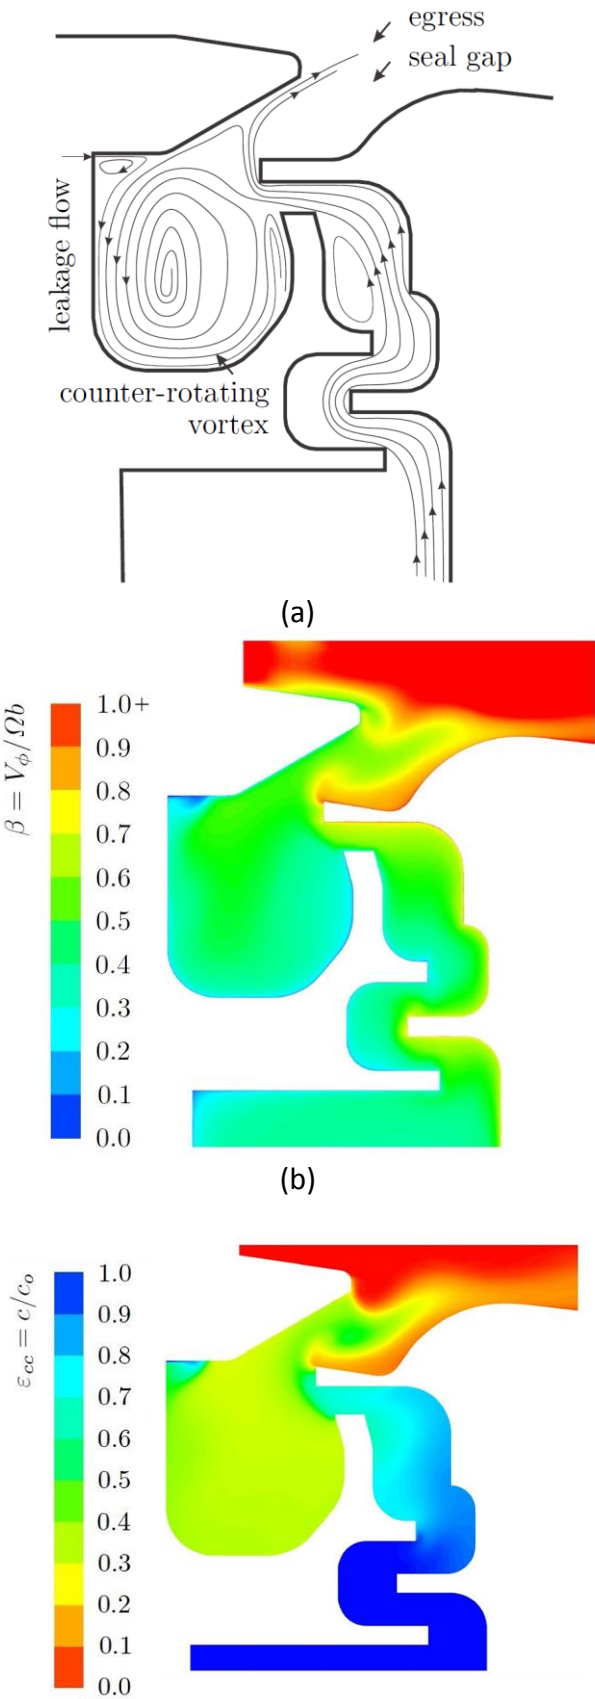 egress
seal gap
leakage flow
counter-rotating
vortex
(a)
β = V_ϕ/Ωb
1.0+
0.9
0.8
0.7
0.6
0.5
0.4
0.3
0.2
0.1
0.0
(b)
ε_cc = c/c_o
1.0
0.9
0.8
0.7
0.6
0.5
0.4
0.3
0.2
0.1
0.0